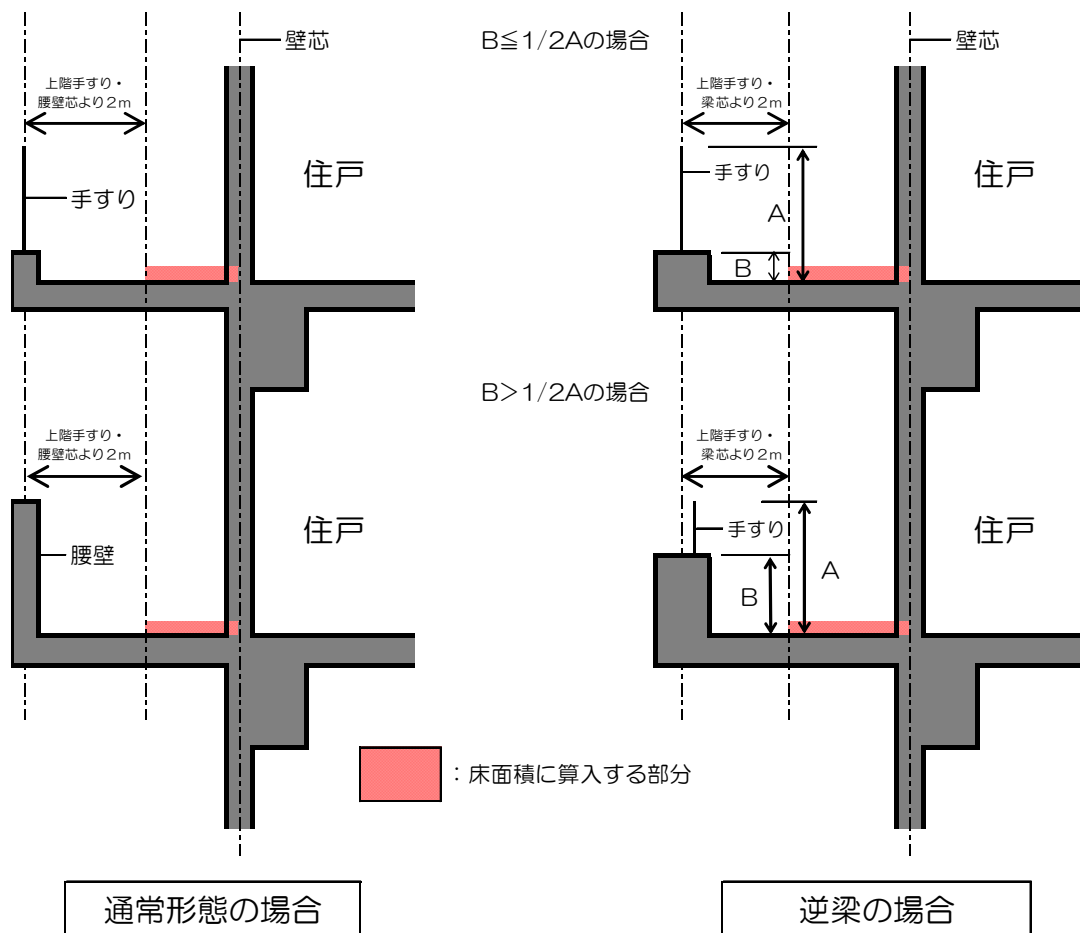 壁芯
B≦1/2Aの場合
壁芯
上階手すり・
腰壁芯より2m
上階手すり・
梁芯より2m
住戸
手すり
手すり
住戸
A
B
B>1/2Aの場合
上階手すり・
腰壁芯より2m
上階手すり・
梁芯より2m
住戸
腰壁
手すり
住戸
A
B
：床面積に算入する部分
通常形態の場合
逆梁の場合